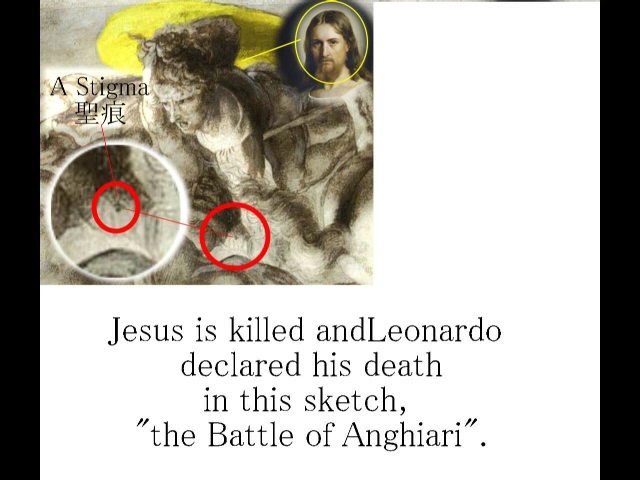 A Stigma
聖痕
Jesus is killed andLeonardo
declared his death
in this sketch,
"the Battle of Anghiari".